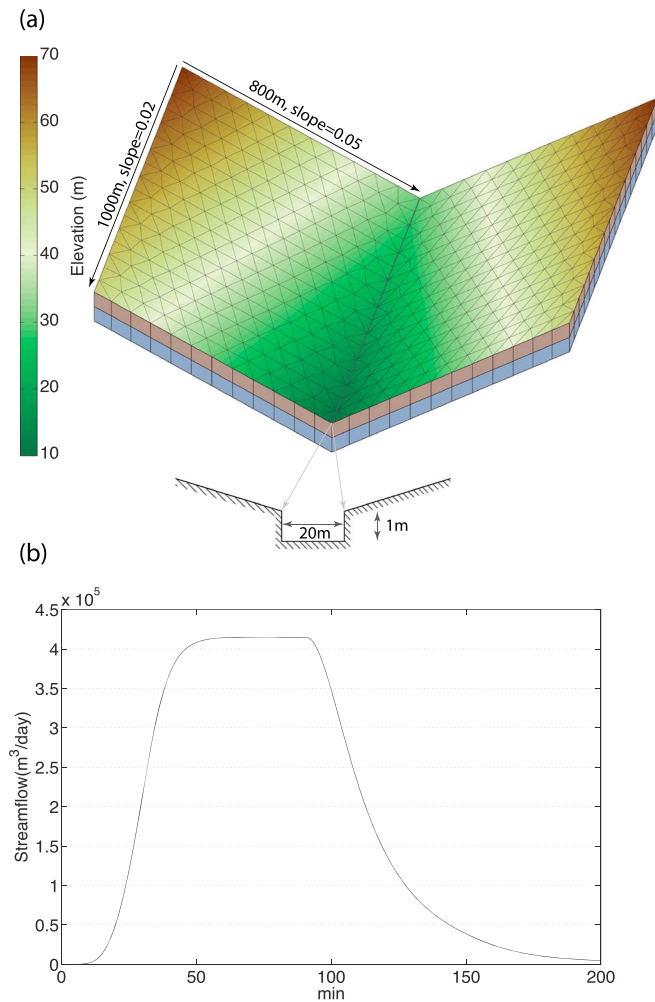 (a)
70
60
50
40
30
20
10
Elevation (m)
1000m, slope=0.02
800m, slope=0.05
20m
1m
(b)
x 10^5
4.5
4
3.5
3
2.5
2
1.5
1
0.5
0
Streamflow(m^3/day)
0 50 100 150 200
min